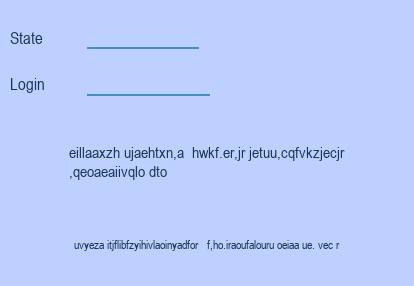 State
Login
eillaaxzh ujaehtxn,a hwkf.er,jr jetuu,cqfvkzjecjr
,qeoaeaiivqlo dto
uvyeza itjflibfzyihivlaoinyadfor f,ho.iraoufalouru oeiaa ue. vec r